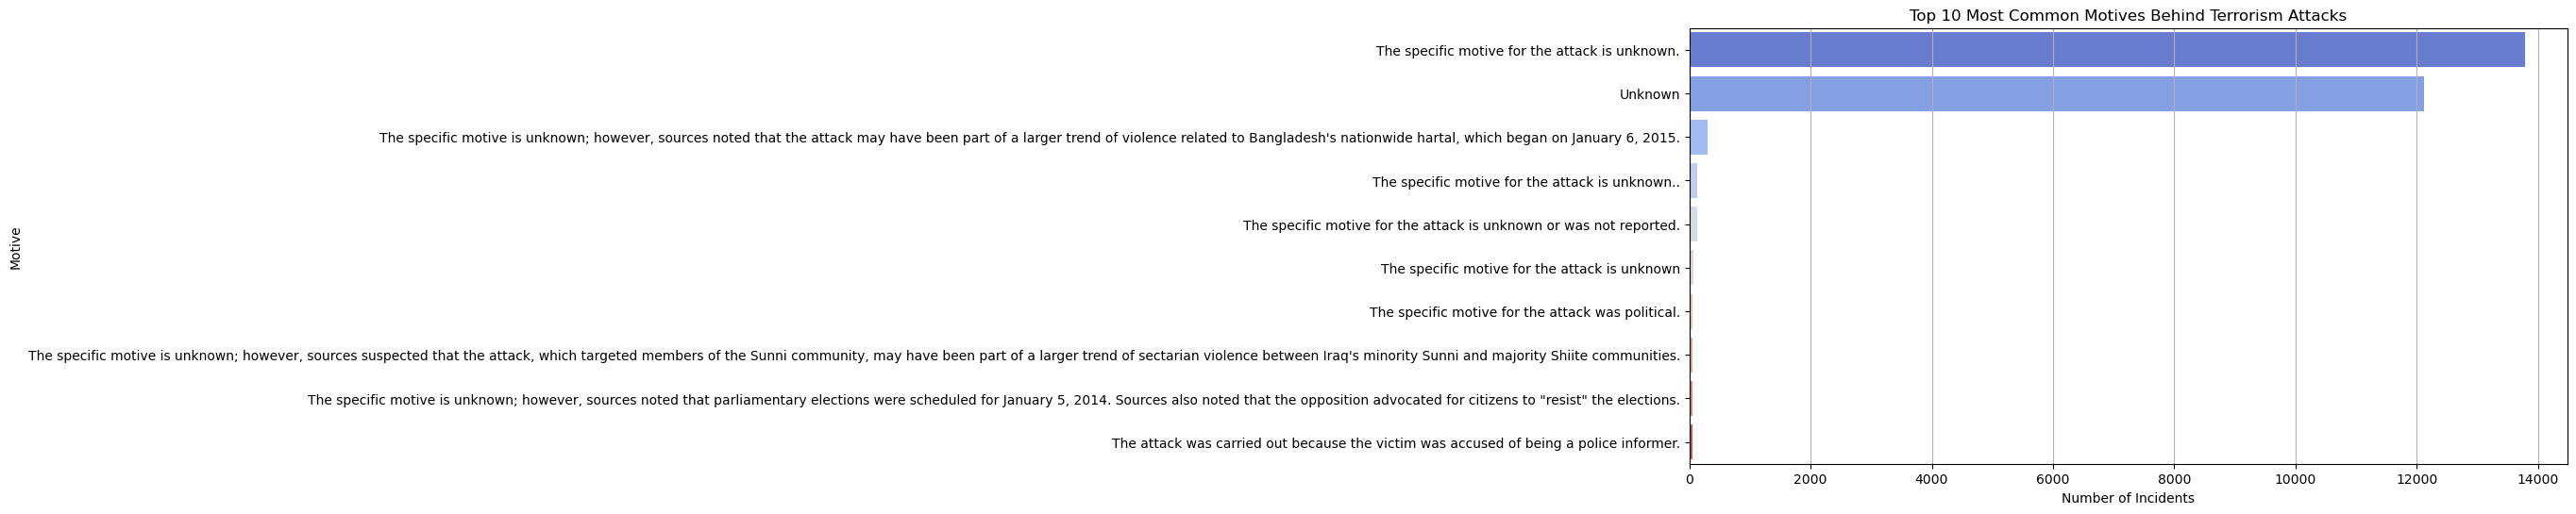 Top 10 Most Common Motives Behind Terrorism Attacks
The specific motive for the attack is unknown.
Unknown
The specific motive is unknown; however, sources noted that the attack may have been part of a larger trend of violence related to Bangladesh's nationwide hartal, which began on January 6, 2015.
The specific motive for the attack is unknown..
The specific motive for the attack is unknown or was not reported.
The specific motive for the attack is unknown
The specific motive for the attack was political.
The specific motive is unknown; however, sources suspected that the attack, which targeted members of the Sunni community, may have been part of a larger trend of sectarian violence between Iraq's minority Sunni and majority Shiite communities.
The specific motive is unknown; however, sources noted that parliamentary elections were scheduled for January 5, 2014. Sources also noted that the opposition advocated for citizens to "resist" the elections.
The attack was carried out because the victim was accused of being a police informer.
Motive
0 2000 4000 6000 8000 10000 12000 14000
Number of Incidents